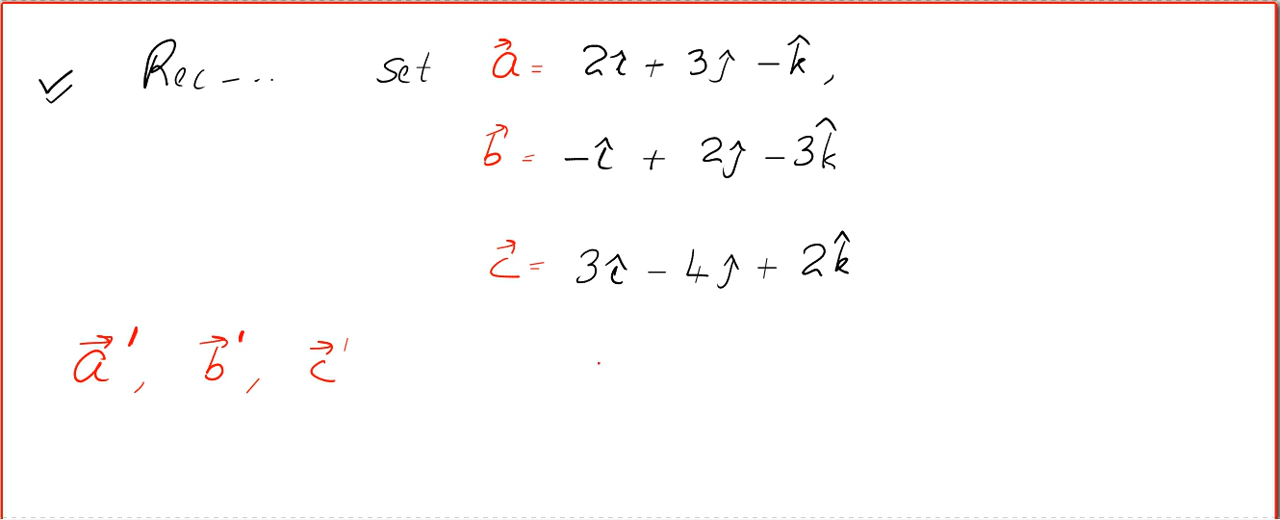 Rec-... set a⃗ = 2î + 3ĵ - k̂,
b⃗ = -î + 2ĵ - 3k̂
c⃗ = 3î - 4ĵ + 2k̂
a⃗', b⃗', c⃗'